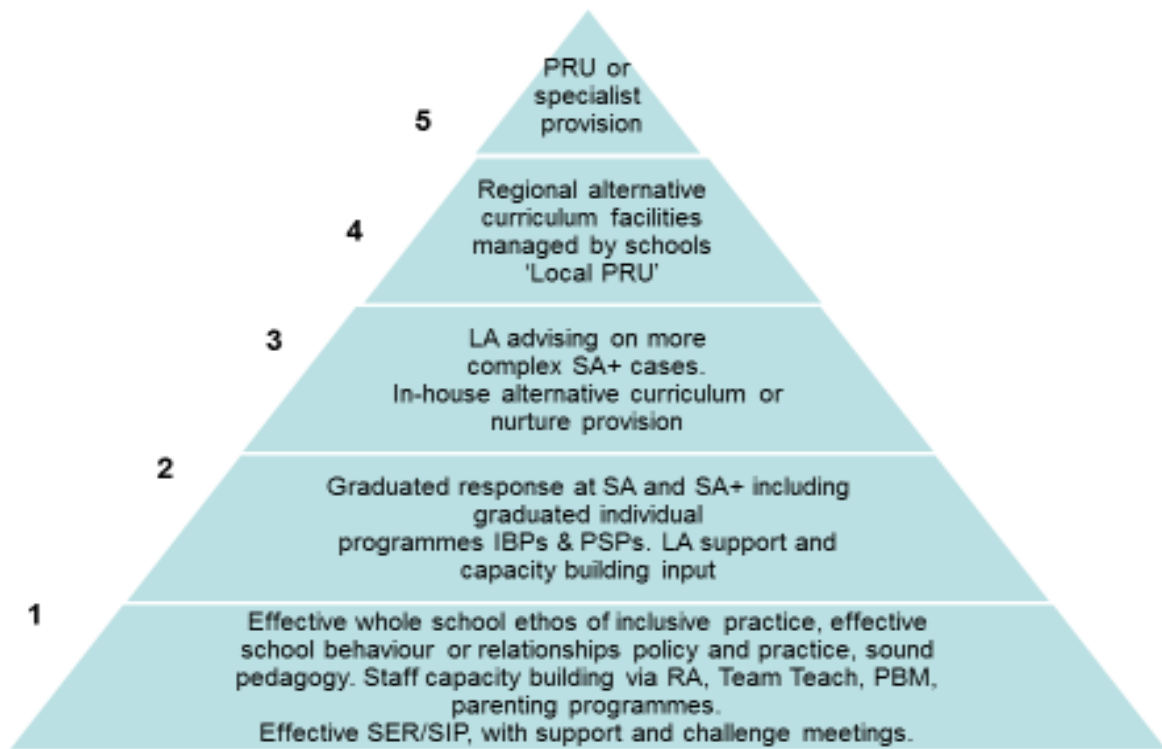 PRU or
specialist
provision
5
Regional alternative
curriculum facilities
managed by schools
‘Local PRU’
4
LA advising on more
complex SA+ cases.
In-house alternative curriculum or
nurture provision
3
Graduated response at SA and SA+ including
graduated individual
programmes IBPs & PSPs. LA support and
capacity building input
2
Effective whole school ethos of inclusive practice, effective
school behaviour or relationships policy and practice, sound
pedagogy. Staff capacity building via RA, Team Teach, PBM,
parenting programmes.
Effective SER/SIP, with support and challenge meetings.
1